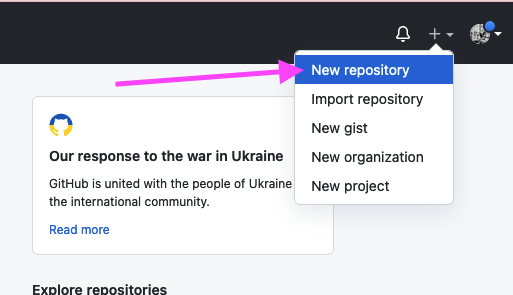 New repository
Import repository
New gist
New organization
New project
Our response to the war in Ukraine
GitHub is united with the people of Ukraine
the international community.
Read more
Explore repositories